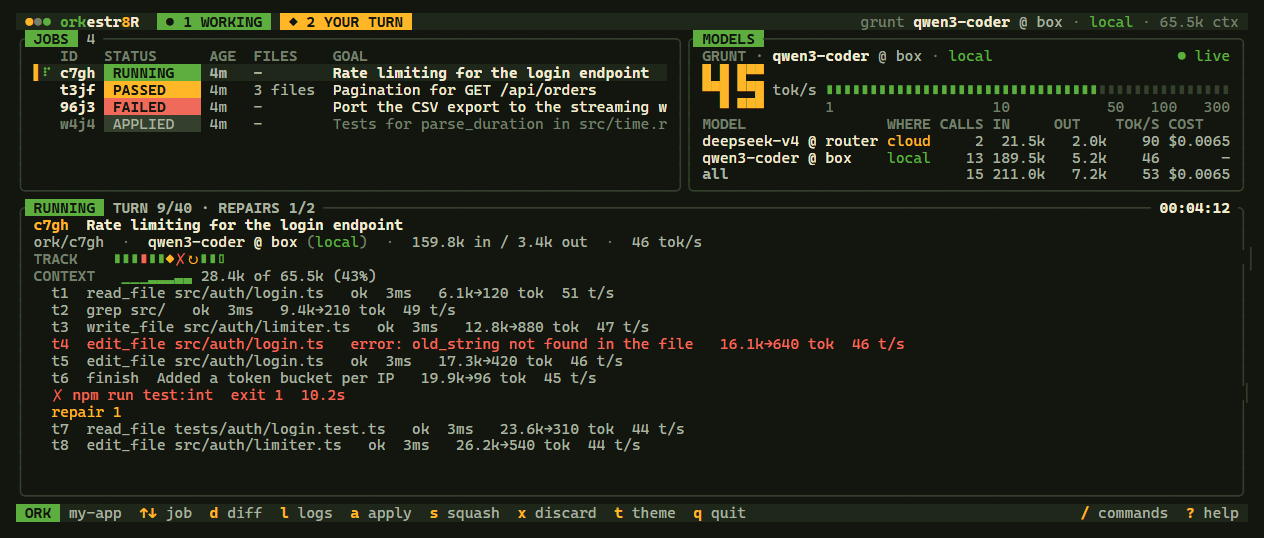 orkestr8R ● 1 WORKING ◆ 2 YOUR TURN grunt qwen3-coder @ box · local · 65.5k ctx
JOBS 4
ID STATUS AGE FILES GOAL
c7gh RUNNING 4m – Rate limiting for the login endpoint
t3jf PASSED 4m 3 files Pagination for GET /api/orders
96j3 FAILED 4m – Port the CSV export to the streaming w
w4j4 APPLIED 4m – Tests for parse_duration in src/time.r
MODELS
GRUNT · qwen3-coder @ box · local ● live
45 tok/s
1 10 50 100 300
MODEL WHERE CALLS IN OUT TOK/S COST
deepseek-v4 @ router cloud 2 21.5k 2.0k 90 $0.0065
qwen3-coder @ box local 13 189.5k 5.2k 46 –
all 15 211.0k 7.2k 53 $0.0065
RUNNING TURN 9/40 · REPAIRS 1/2 00:04:12
c7gh Rate limiting for the login endpoint
ork/c7gh · qwen3-coder @ box (local) · 159.8k in / 3.4k out · 46 tok/s
TRACK
CONTEXT 28.4k of 65.5k (43%)
t1 read_file src/auth/login.ts ok 3ms 6.1k→120 tok 51 t/s
t2 grep src/ ok 3ms 9.4k→210 tok 49 t/s
t3 write_file src/auth/limiter.ts ok 3ms 12.8k→880 tok 47 t/s
t4 edit_file src/auth/login.ts error: old_string not found in the file 16.1k→640 tok 46 t/s
t5 edit_file src/auth/login.ts ok 3ms 17.3k→420 tok 46 t/s
t6 finish Added a token bucket per IP 19.9k→96 tok 45 t/s
✗ npm run test:int exit 1 10.2s
repair 1
t7 read_file tests/auth/login.test.ts ok 3ms 23.6k→310 tok 44 t/s
t8 edit_file src/auth/limiter.ts ok 3ms 26.2k→540 tok 44 t/s
ORK my-app ↑↓ job d diff l logs a apply s squash x discard t theme q quit / commands ? help